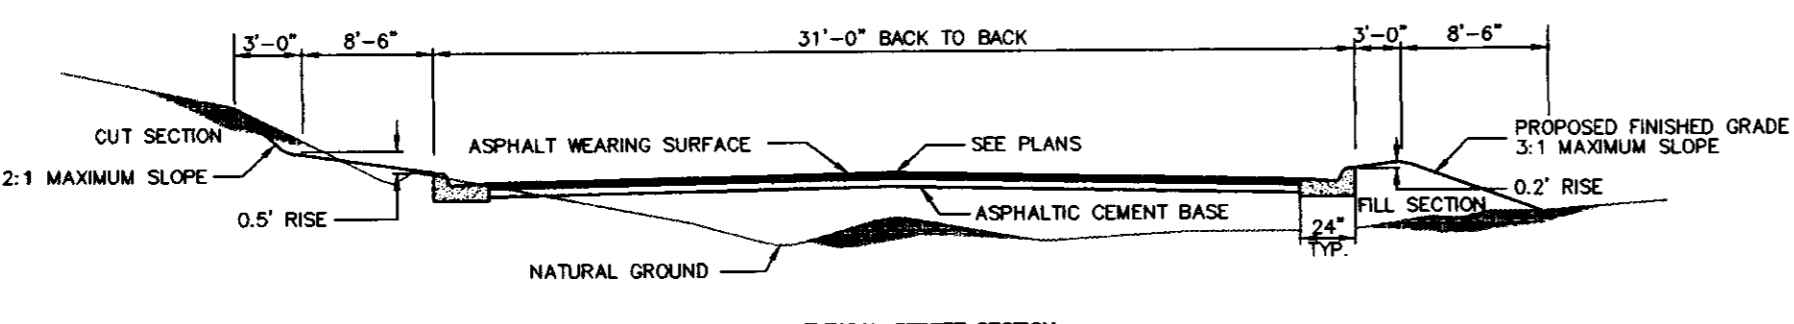 3'-0" 8'-6" 31'-0" BACK TO BACK 3'-0" 8'-6"
CUT SECTION
ASPHALT WEARING SURFACE
SEE PLANS
PROPOSED FINISHED GRADE
3:1 MAXIMUM SLOPE
2:1 MAXIMUM SLOPE
0.2' RISE
0.5' RISE
ASPHALTIC CEMENT BASE
FILL SECTION
24"
TYP.
NATURAL GROUND